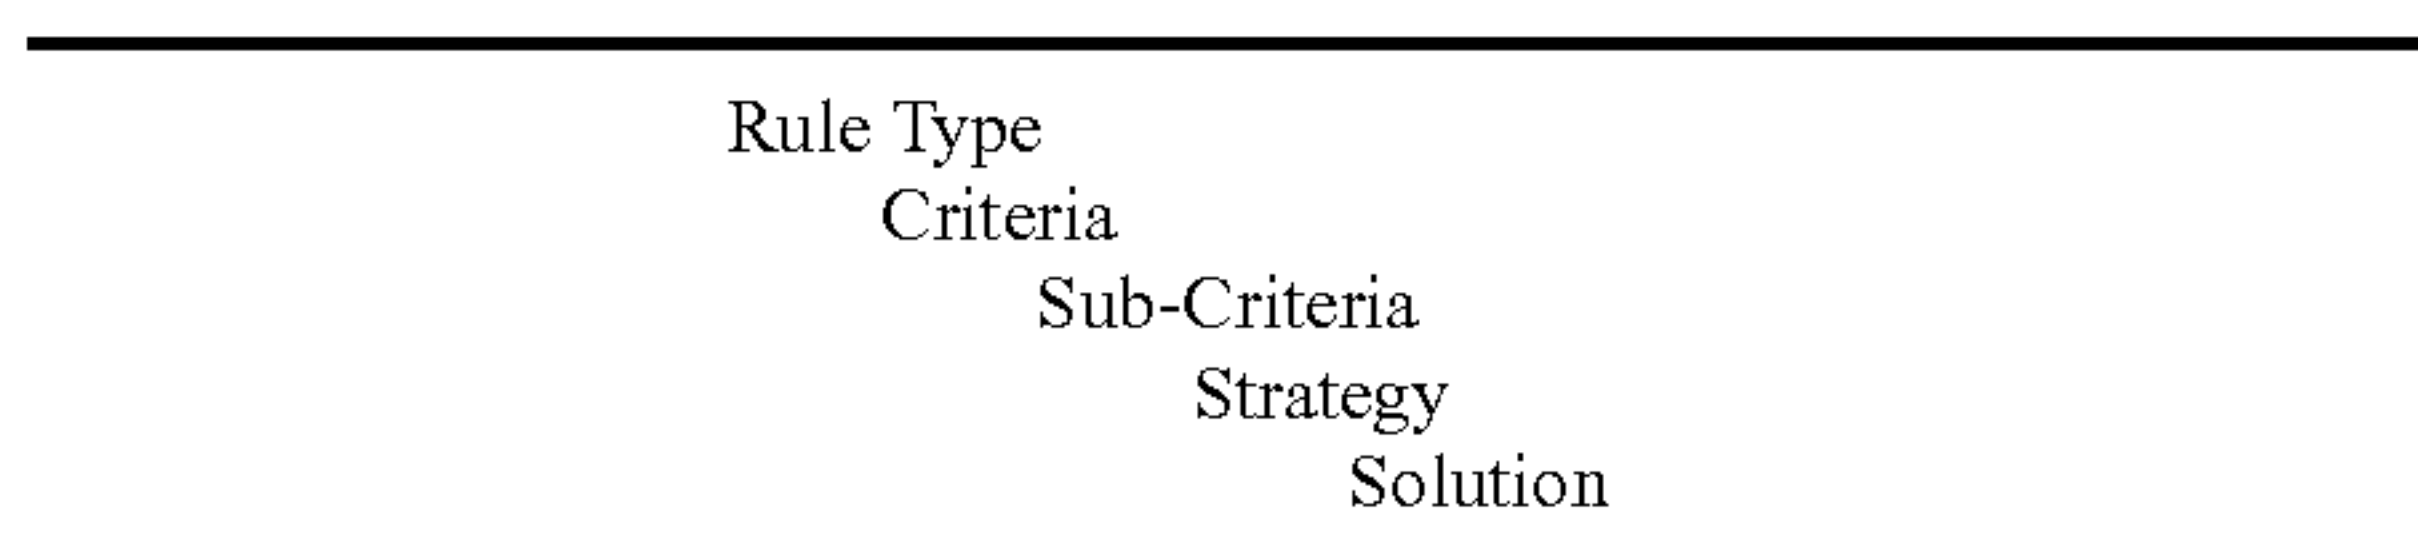 Rule Type
Criteria
Sub-Criteria
Strategy
Solution